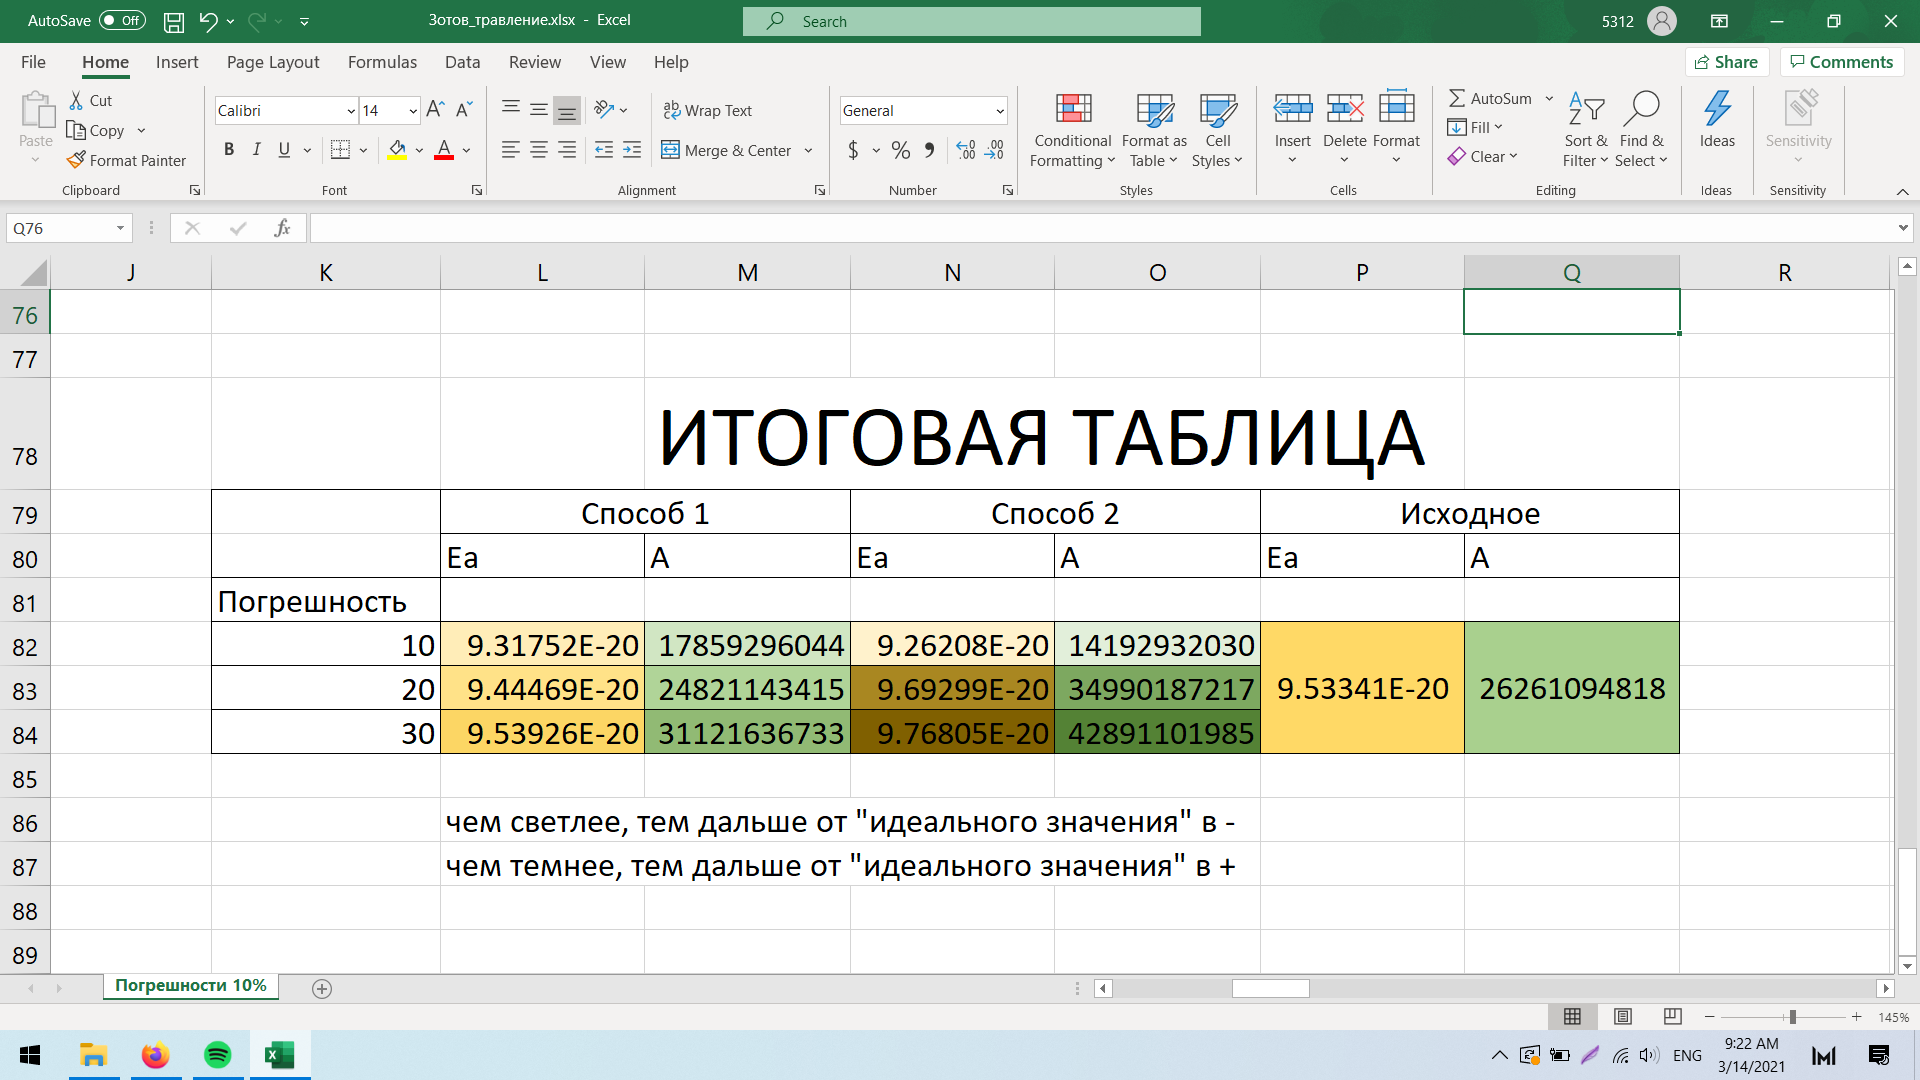 AutoSave Off Зотов_травление.xlsx - Excel Search 5312
File Home Insert Page Layout Formulas Data Review View Help Share Comments
Paste Cut Copy Format Painter Clipboard
Calibri 14 B I U A Font
Wrap Text Merge & Center Alignment
General $ % Number
Conditional Formatting Format as Table Cell Styles Styles
Insert Delete Format Cells
AutoSum Fill Clear Sort & Filter Find & Select Editing
Ideas Ideas
Sensitivity Sensitivity
Q76 fx
J K L M N O P Q R
76
77
78 ИТОГОВАЯ ТАБЛИЦА
79 Способ 1 Способ 2 Исходное
80 Ea A Ea A Ea A
81 Погрешность
82 10 9.31752E-20 17859296044 9.26208E-20 14192932030
83 20 9.44469E-20 24821143415 9.69299E-20 34990187217 9.53341E-20 26261094818
84 30 9.53926E-20 31121636733 9.76805E-20 42891101985
85
86 чем светлее, тем дальше от "идеального значения" в -
87 чем темнее, тем дальше от "идеального значения" в +
88
89
Погрешности 10%
145%
ENG 9:22 AM
3/14/2021